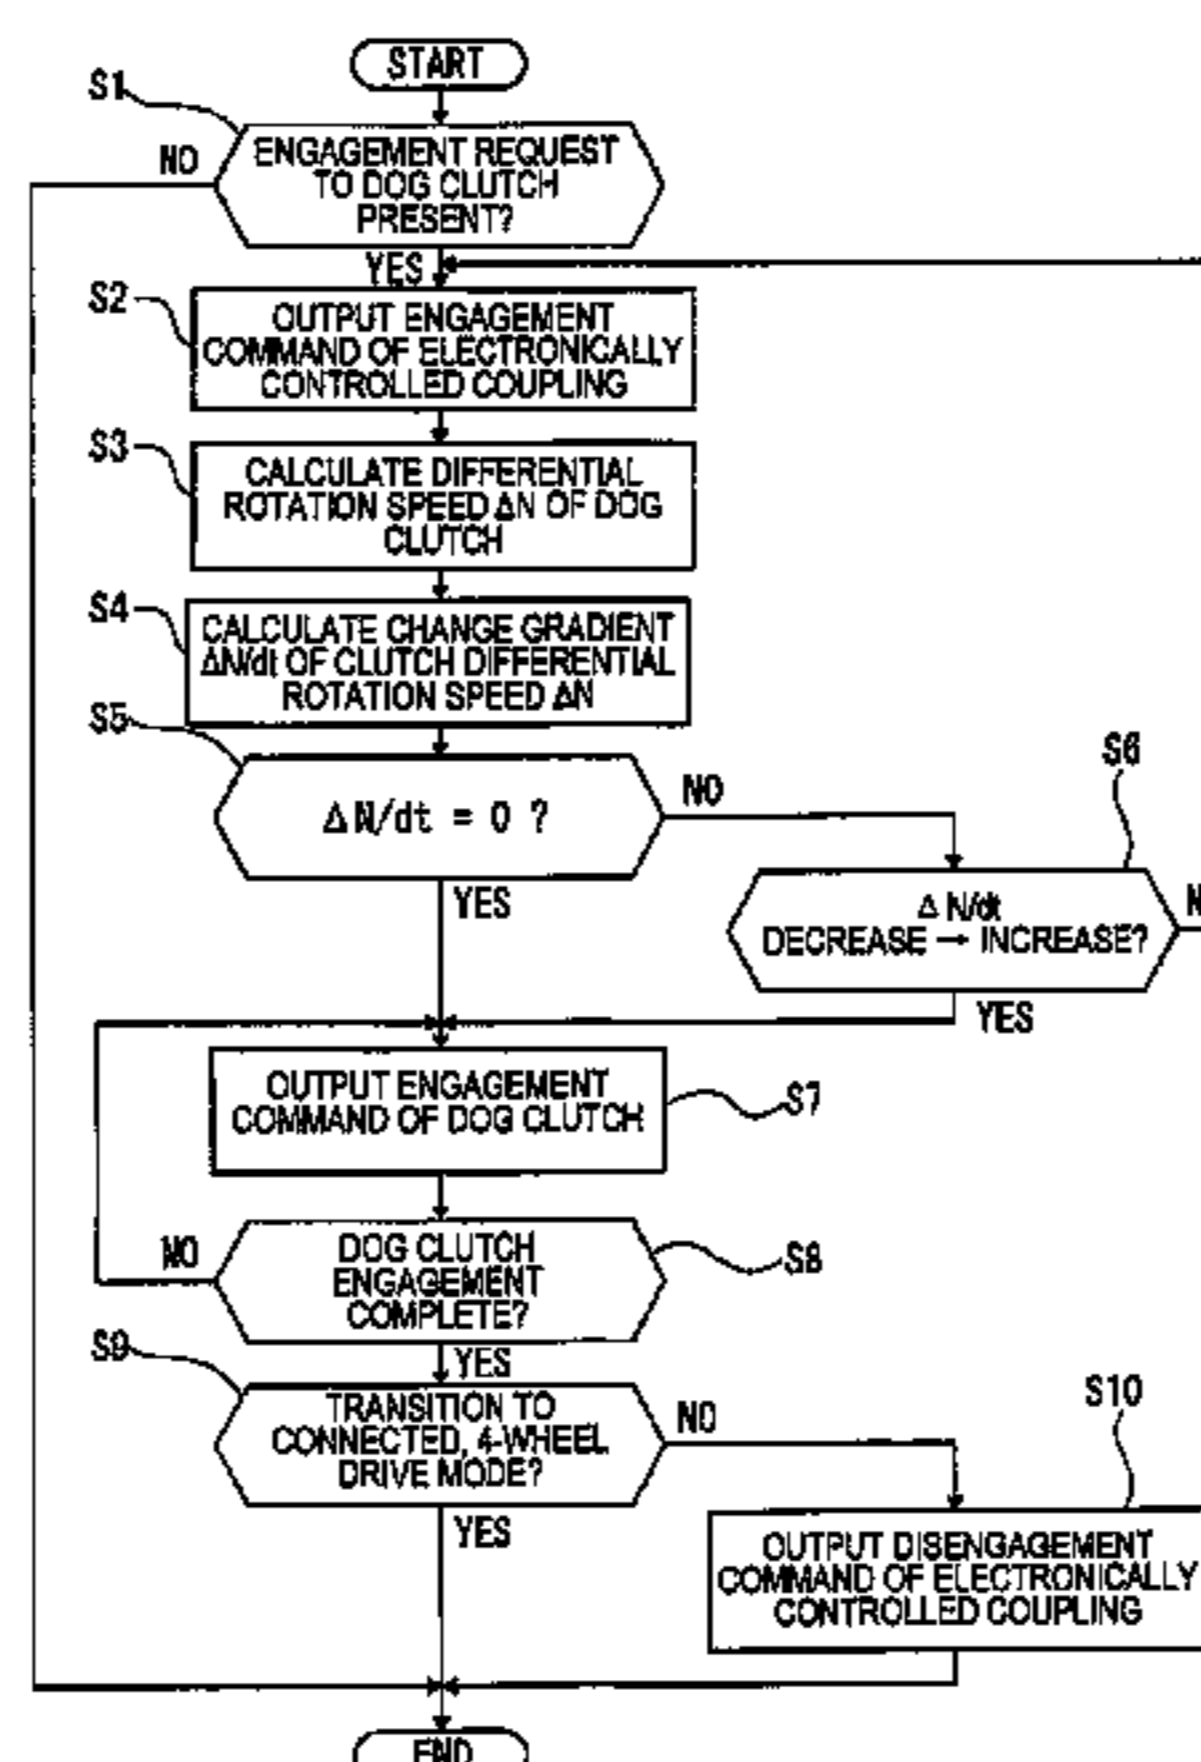 START
S1
NO
ENGAGEMENT REQUEST
TO DOG CLUTCH
PRESENT?
YES
S2
OUTPUT ENGAGEMENT
COMMAND OF ELECTRONICALLY
CONTROLLED COUPLING
S3
CALCULATE DIFFERENTIAL
ROTATION SPEED ΔN OF DOG
CLUTCH
S4
CALCULATE CHANGE GRADIENT
ΔN/dt OF CLUTCH DIFFERENTIAL
ROTATION SPEED ΔN
S5
ΔN/dt = 0 ?
NO
YES
S6
ΔN/dt
DECREASE → INCREASE?
N
YES
OUTPUT ENGAGEMENT
COMMAND OF DOG CLUTCH
S7
NO
DOG CLUTCH
ENGAGEMENT
COMPLETE?
S8
YES
S9
TRANSITION TO
CONNECTED, 4-WHEEL
DRIVE MODE?
NO
YES
S10
OUTPUT DISENGAGEMENT
COMMAND OF ELECTRONICALLY
CONTROLLED COUPLING
END